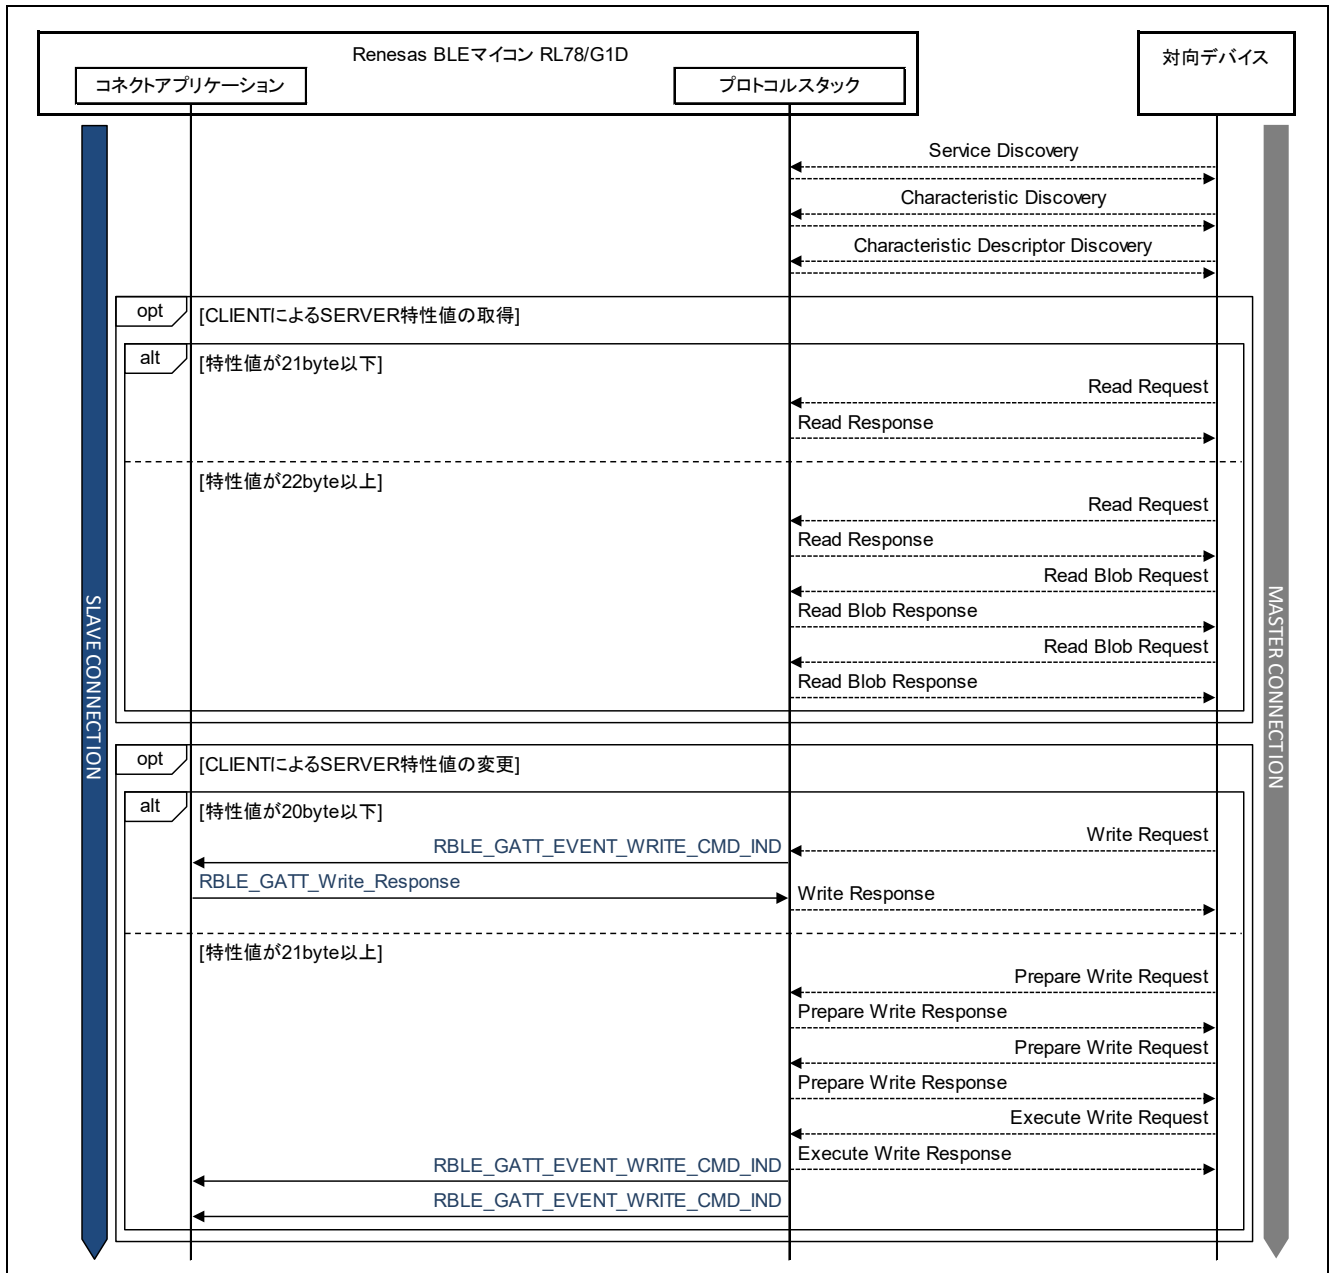 Renesas BLEマイコン RL78/G1D
対向デバイス
コネクトアプリケーション
プロトコルスタック
Service Discovery
Characteristic Discovery
Characteristic Descriptor Discovery
opt
[CLIENTによるSERVER特性値の取得]
alt
[特性値が21byte以下]
Read Request
Read Response
[特性値が22byte以上]
Read Request
Read Response
Read Blob Request
Read Blob Response
Read Blob Request
Read Blob Response
SLAVE CONNECTION
MASTER CONNECTION
opt
[CLIENTによるSERVER特性値の変更]
alt
[特性値が20byte以下]
Write Request
RBLE_GATT_EVENT_WRITE_CMD_IND
RBLE_GATT_Write_Response
Write Response
[特性値が21byte以上]
Prepare Write Request
Prepare Write Response
Prepare Write Request
Prepare Write Response
Execute Write Request
Execute Write Response
RBLE_GATT_EVENT_WRITE_CMD_IND
RBLE_GATT_EVENT_WRITE_CMD_IND